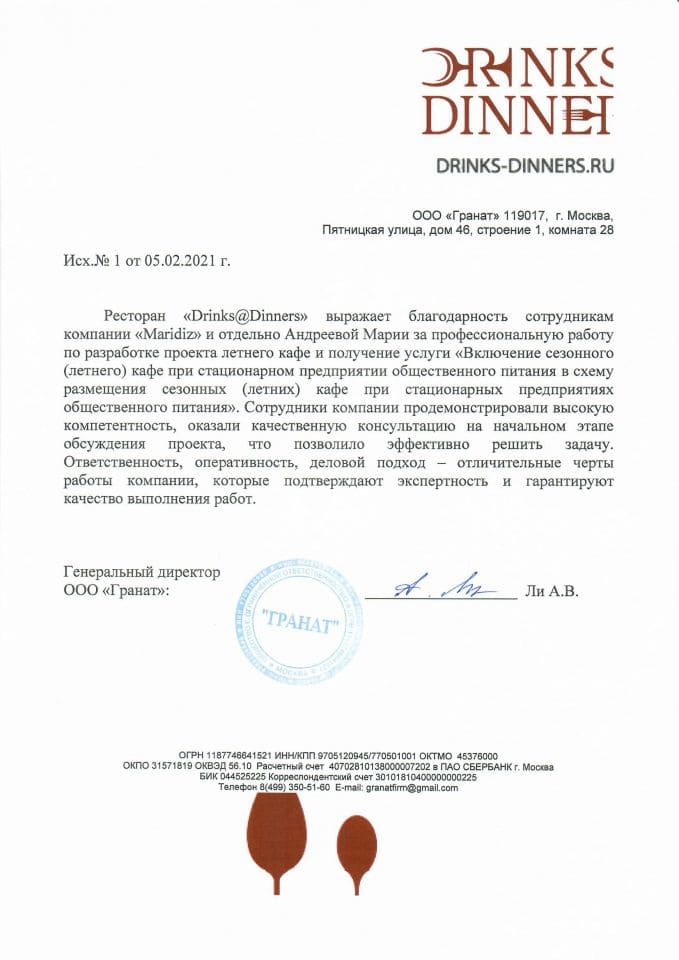 DRINKS
DINNER
DRINKS-DINNERS.RU
ООО «Гранат» 119017, г. Москва,
Пятницкая улица, дом 46, строение 1, комната 28
Исх.№ 1 от 05.02.2021 г.
Ресторан «Drinks@Dinners» выражает благодарность сотрудникам
компании «Maridiz» и отдельно Андреевой Марии за профессиональную работу
по разработке проекта летнего кафе и получение услуги «Включение сезонного
(летнего) кафе при стационарном предприятии общественного питания в схему
размещения сезонных (летних) кафе при стационарных предприятиях
общественного питания». Сотрудники компании продемонстрировали высокую
компетентность, оказали качественную консультацию на начальном этапе
обсуждения проекта, что позволило эффективно решить задачу.
Ответственность, оперативность, деловой подход – отличительные черты
работы компании, которые подтверждают экспертность и гарантируют
качество выполнения работ.
Генеральный директор
ООО «Гранат»:
"ГРАНАТ"
МОСКВА
Ли А.В.
ОГРН 1187746641521 ИНН/КПП 9705120945/770501001 ОКТМО 45376000
ОКПО 31571819 ОКВЭД 56.10 Расчетный счет 40702810138000007202 в ПАО СБЕРБАНК г. Москва
БИК 044525225 Корреспондентский счет 30101810400000000225
Телефон 8(499) 350-51-60 E-mail: granatfirm@gmail.com